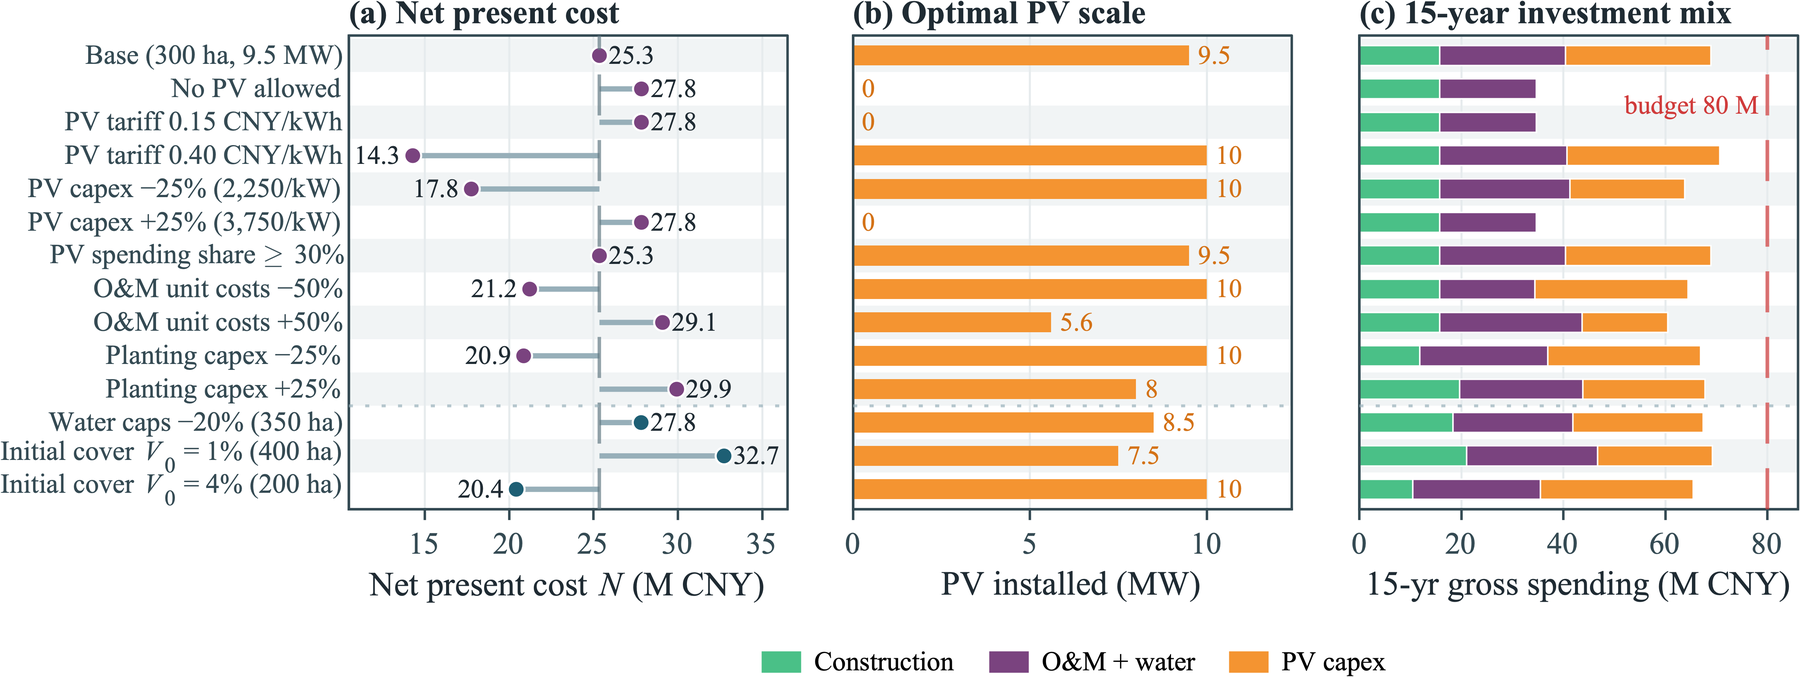 (a) Net present cost
(b) Optimal PV scale
(c) 15-year investment mix
Base (300 ha, 9.5 MW)
No PV allowed
PV tariff 0.15 CNY/kWh
PV tariff 0.40 CNY/kWh
PV capex −25% (2,250/kW)
PV capex +25% (3,750/kW)
PV spending share ≥ 30%
O&M unit costs −50%
O&M unit costs +50%
Planting capex −25%
Planting capex +25%
Water caps −20% (350 ha)
Initial cover V₀ = 1% (400 ha)
Initial cover V₀ = 4% (200 ha)
25.3
27.8
27.8
14.3
17.8
27.8
25.3
21.2
29.1
20.9
29.9
27.8
32.7
20.4
15 20 25 30 35
Net present cost N (M CNY)
9.5
0
0
10
10
0
9.5
10
5.6
10
8
8.5
7.5
10
0 5 10
PV installed (MW)
budget 80 M
0 20 40 60 80
15-yr gross spending (M CNY)
Construction
O&M + water
PV capex